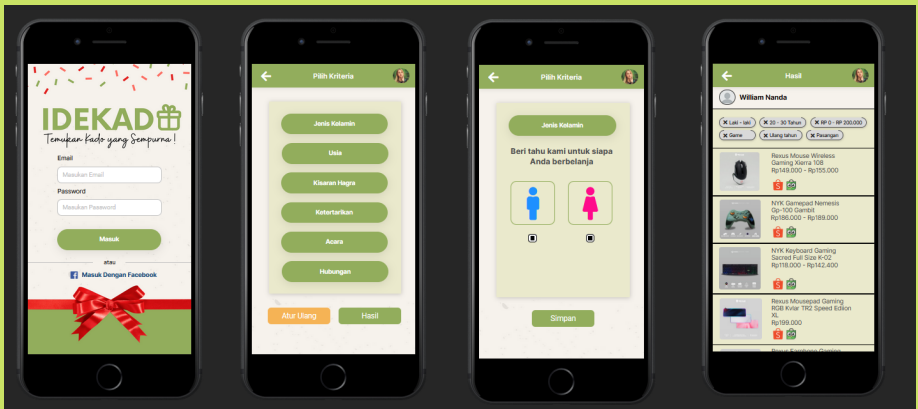 IDEKAD
Temukan Kado yang Sempurna !
Email
Masukan Email
Password
Masukan Password
Masuk
atau
Masuk Dengan Facebook
Pilih Kriteria
Jenis Kelamin
Usia
Kisaran Hagra
Ketertarikan
Acara
Hubungan
Atur Ulang
Hasil
Pilih Kriteria
Jenis Kelamin
Beri tahu kami untuk siapa
Anda berbelanja
Simpan
Hasil
William Nanda
X Laki - laki
X 20 - 30 Tahun
X RP 0 - RP 200.000
X Game
X Ulang tahun
X Pasangan
Rexus Mouse Wireless
Gaming Xierra 108
Rp149.000 - Rp155.000
NYK Gamepad Nemesis
Gp-100 Gambit
Rp186.000 - Rp189.000
NYK Keyboard Gaming
Sacred Full Size K-02
Rp118.000 - Rp142.400
Rexus Mousepad Gaming
RGB Kvlar TR2 Speed Edition
XL
Rp199.000
Rexus Earphone Gaming